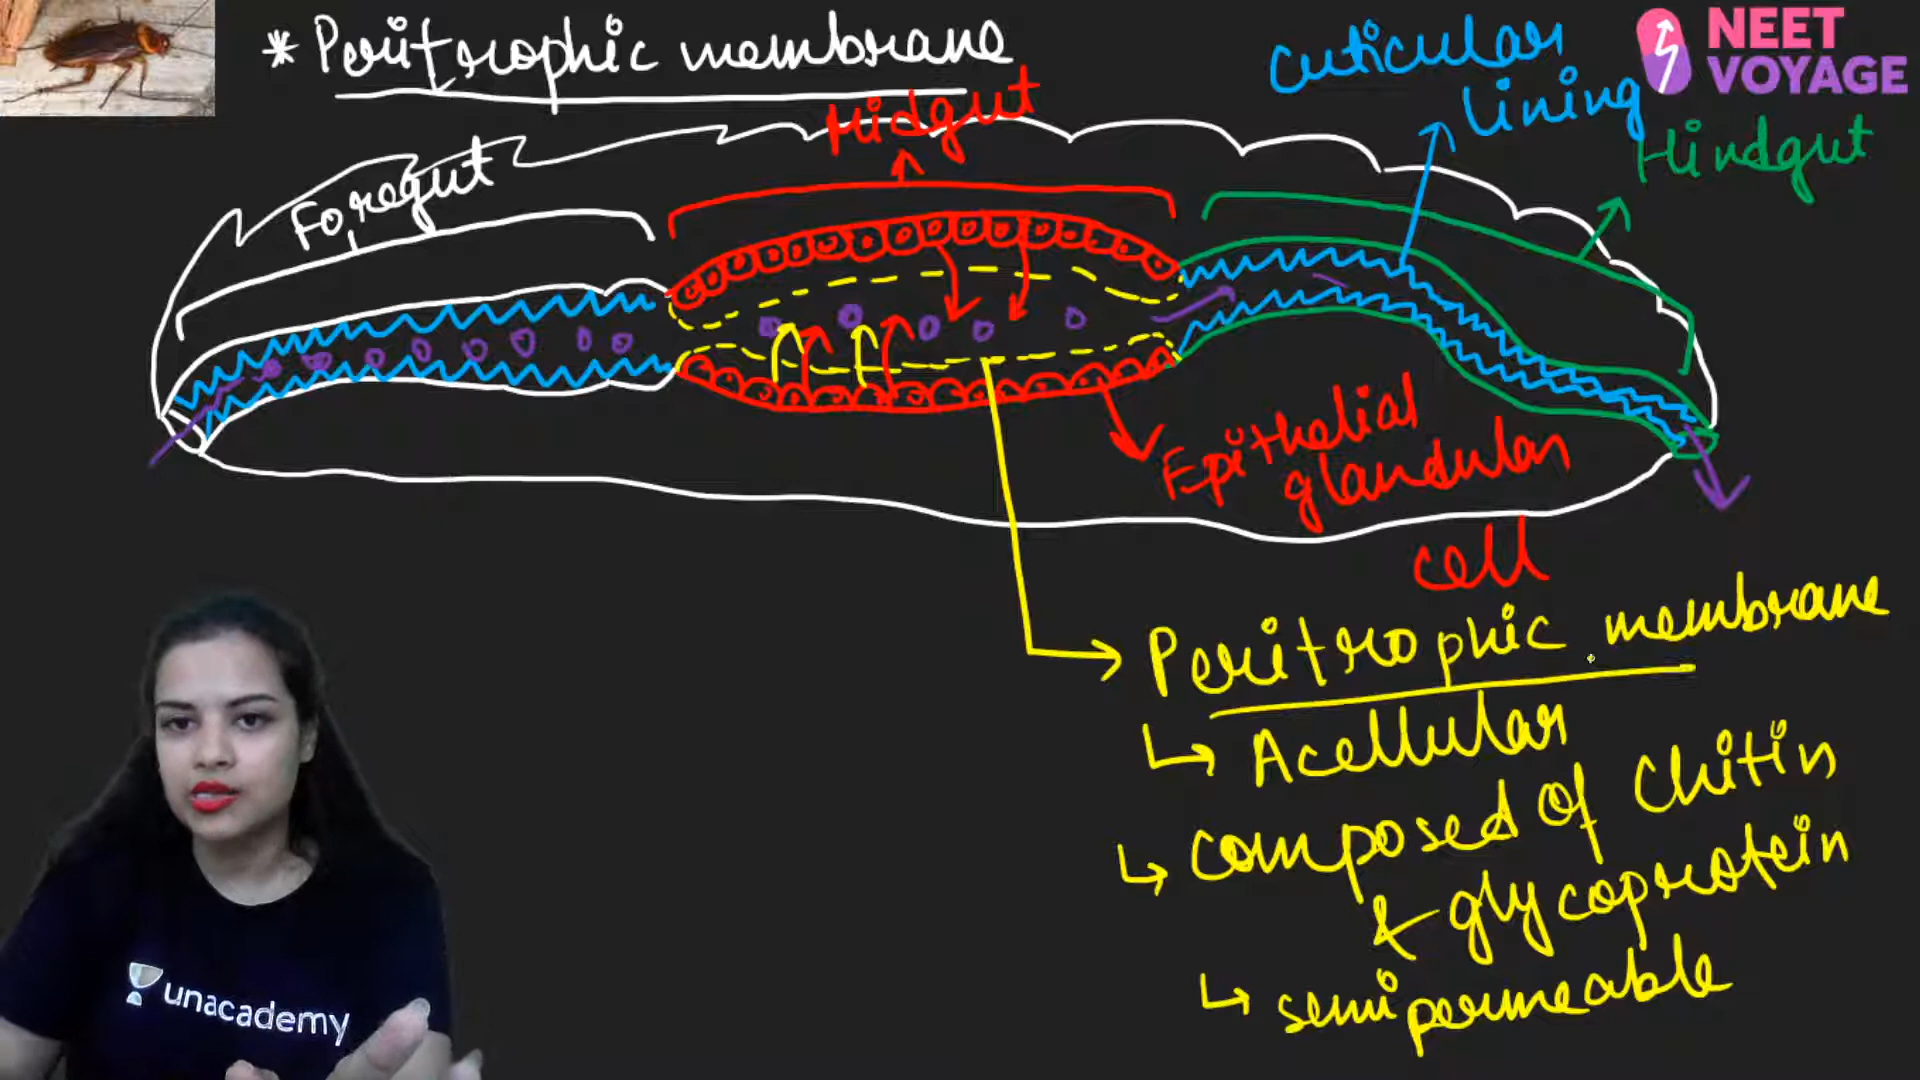 * Peritrophic membrane
NEET
VOYAGE
cuticular
lining
Midgut
Hindgut
Foregut
Epithelial
glandular
cell
Peritrophic membrane
↳ Acellular
↳ composed of chitin
& glycoprotein
↳ semipermeable
unacademy